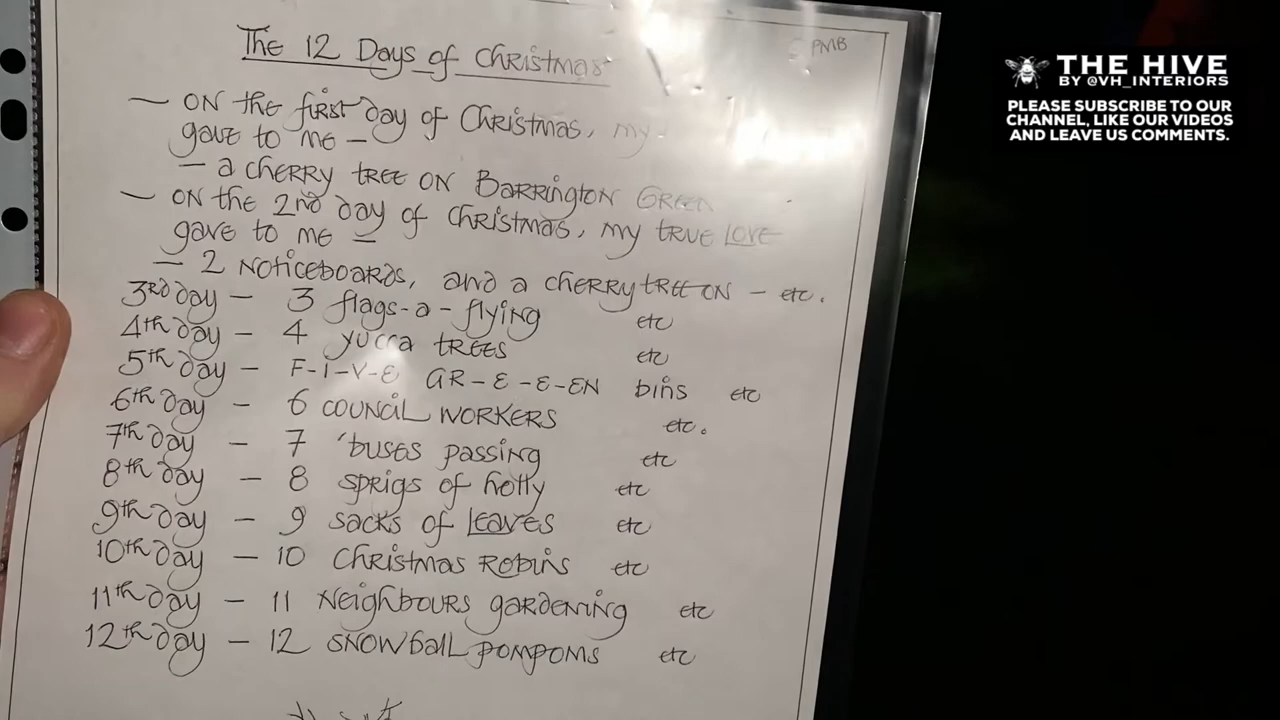 The 12 Days of Christmas
PMB
— ON the first day of Christmas, my
gave to me —
— a cherry tree on Barrington Green
— ON the 2nd day of Christmas, my true love
gave to me —
— 2 Noticeboards, and a cherry tree on — etc.
3rd day — 3 flags-a-flying etc
4th day — 4 yucca trees etc
5th day — F-I-V-E GR-E-E-EN bins etc
6th day — 6 council workers etc.
7th day — 7 'buses passing etc
8th day — 8 sprigs of holly etc
9th day — 9 sacks of leaves etc
10th day — 10 Christmas Robins etc
11th day — 11 Neighbours gardening etc
12th day — 12 Snowball pompoms etc
THE HIVE
BY @VH_INTERIORS
PLEASE SUBSCRIBE TO OUR
CHANNEL, LIKE OUR VIDEOS
AND LEAVE US COMMENTS.